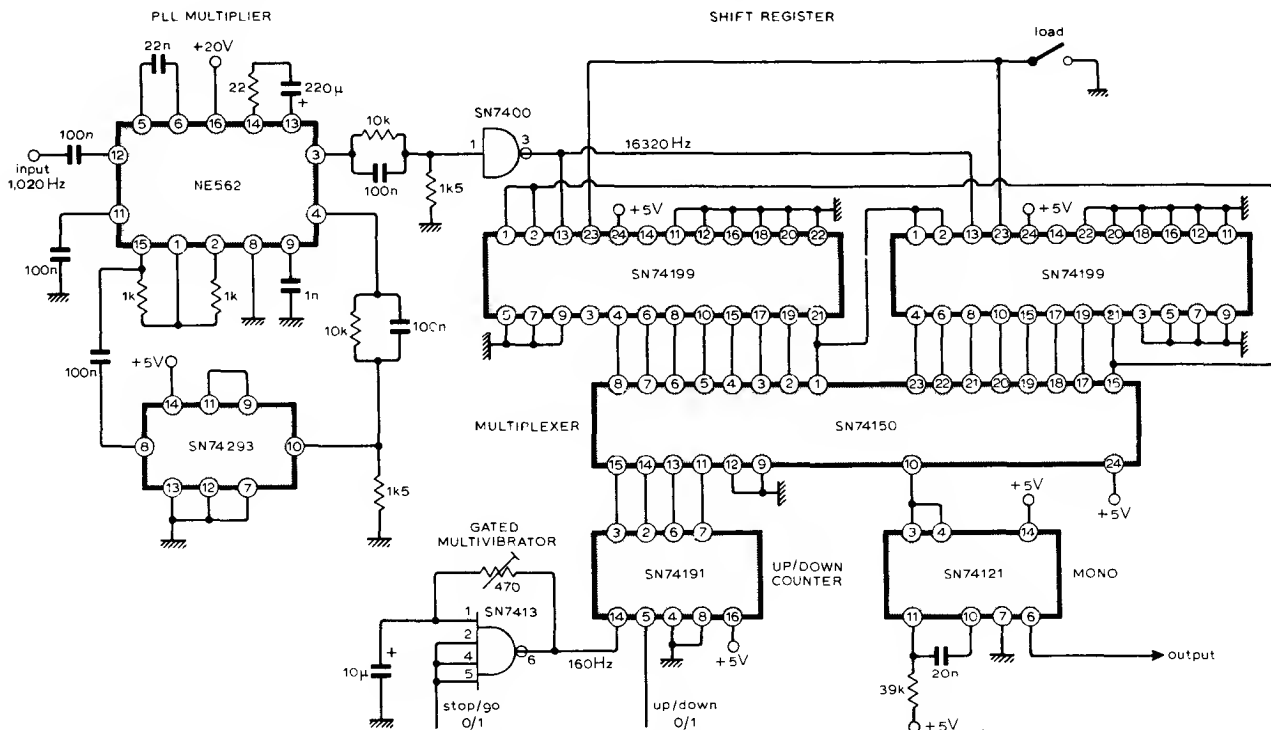 PLL MULTIPLIER
SHIFT REGISTER
22n
+20V
22
220µ
+
load
5 6 16 14 13
SN7400
100n
input
1,020 Hz
12
NE562
3
10k
100n
1
3
16320Hz
1k5
11
4
15 1 2 8 9
100n
1k
1k
1n
10k
100n
+5V
+5V
1 2 13 23 24 14 11 12 16 18 20 22
SN74199
5 7 9 3 4 6 8 10 15 17 19 21
1 2 13 23 24 14 22 20 18 16 12 11
SN74199
4 6 8 10 15 17 19 21 3 5 7 9
100n
+5V
14 11 9
8
SN74293
10
13 12 7
1k5
8 7 6 5 4 3 2 1 23 22 21 20 19 18 17 15
MULTIPLEXER
SN74150
15 14 13 11 12 9 10 24
+5V
+5V
GATED
MULTIVIBRATOR
470
SN7413
1
2
4
5
6
10µ
+
160Hz
stop/go
0/1
3 2 6 7
SN74191
14 5 4 8 16
UP/DOWN
COUNTER
+5V
up/down
0/1
3 4 14
SN74121
MONO
11 10 7 6
20n
39k
+5V
output